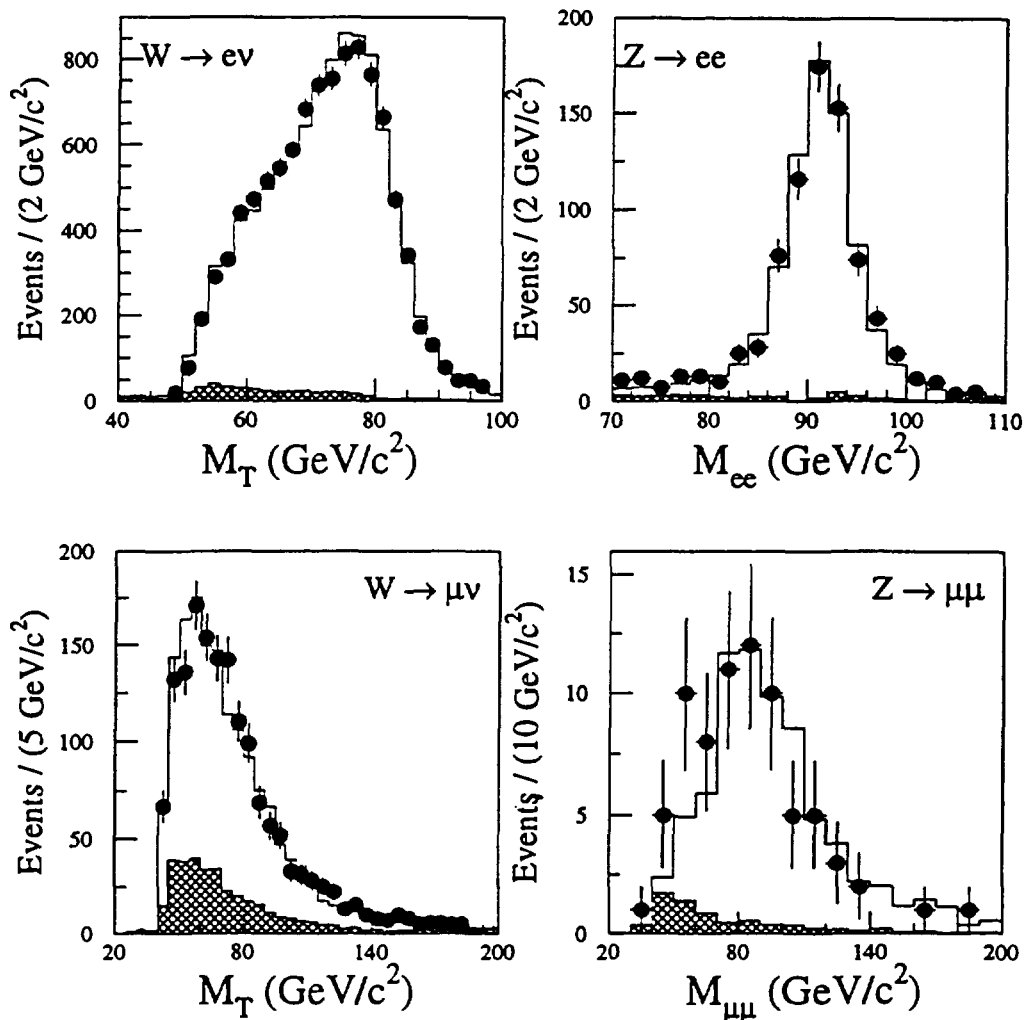 W → eν
Events / (2 GeV/c²)
800
600
400
200
0
40 60 80 100
M_T (GeV/c²)
Z → ee
Events / (2 GeV/c²)
200
150
100
50
0
70 80 90 100 110
M_ee (GeV/c²)
W → μν
Events / (5 GeV/c²)
200
150
100
50
0
20 80 140 200
M_T (GeV/c²)
Z → μμ
Events / (10 GeV/c²)
15
10
5
0
20 80 140 200
M_μμ (GeV/c²)